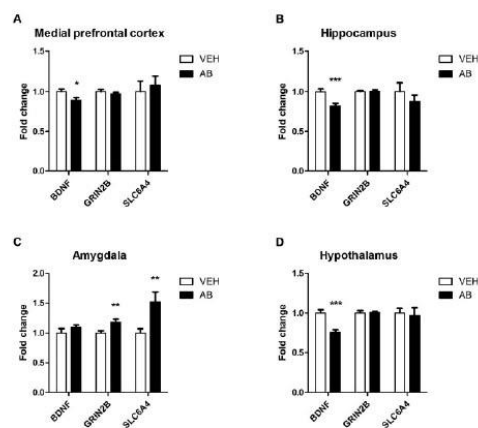 A
Medial prefrontal cortex
Fold change
1.5
1.0
0.5
0.0
*
VEH
AB
BDNF
GRIN2B
SLC6A4
B
Hippocampus
Fold change
1.5
1.0
0.5
0.0
***
VEH
AB
BDNF
GRIN2B
SLC6A4
C
Amygdala
Fold change
2.0
1.5
1.0
0.5
0.0
**
**
VEH
AB
BDNF
GRIN2B
SLC6A4
D
Hypothalamus
Fold change
1.5
1.0
0.5
0.0
***
VEH
AB
BDNF
GRIN2B
SLC6A4